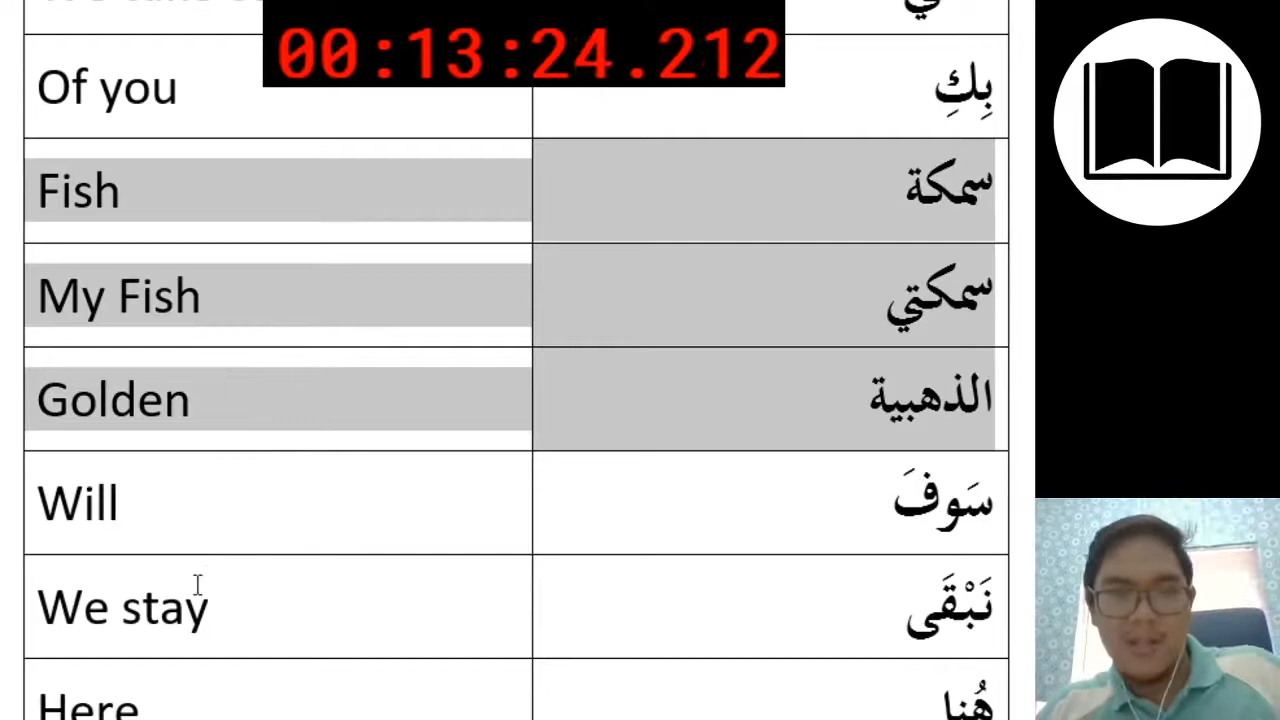 00:13:24.212
Of you بِكِ
Fish سمكة
My Fish سمكتي
Golden الذهبية
Will سَوفَ
We stay نَبْقَى
Here هُنا